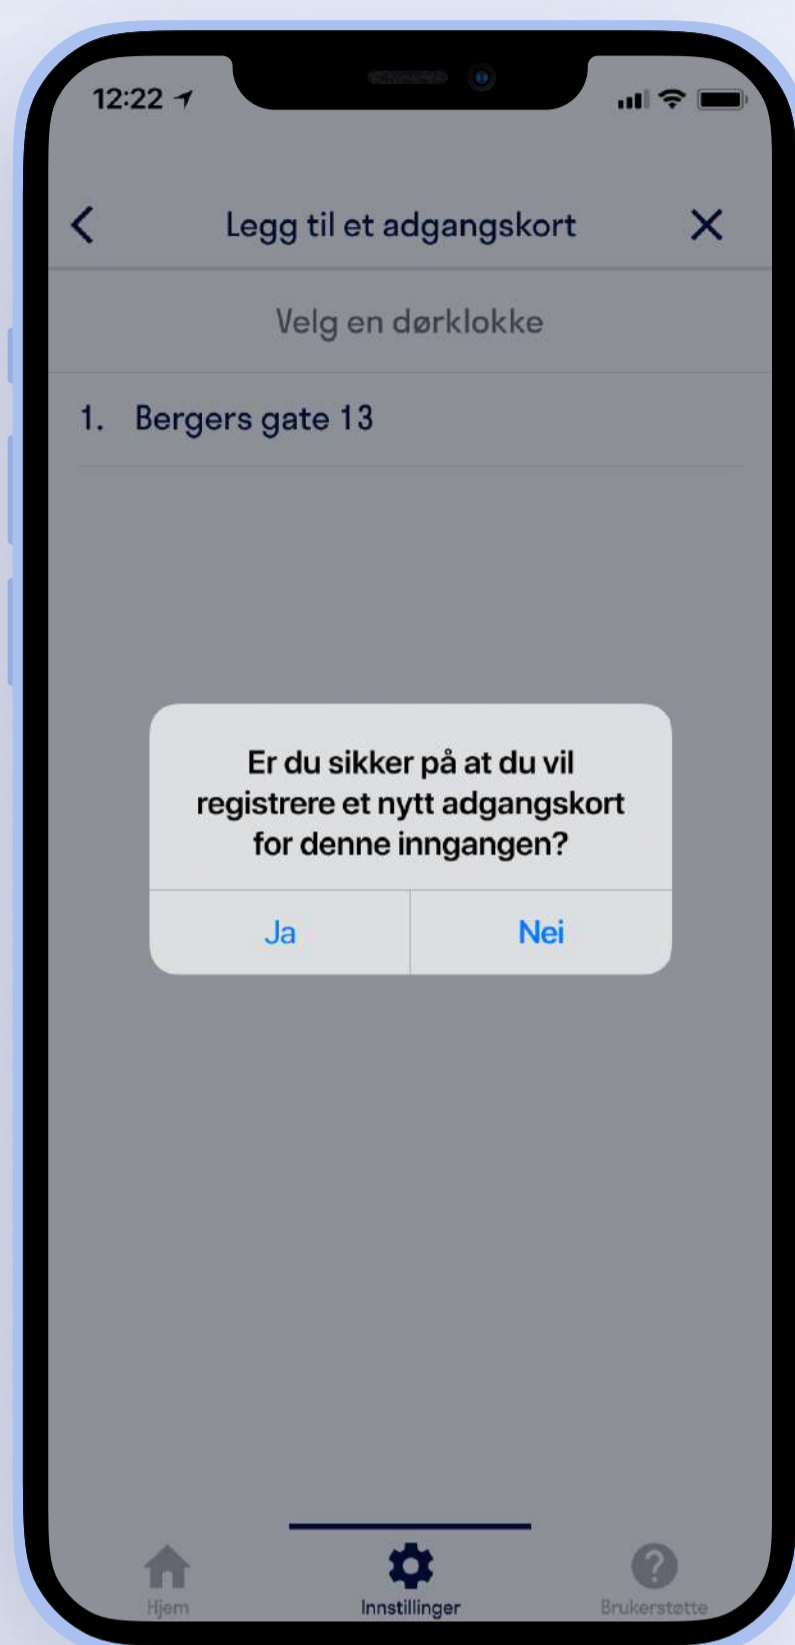 12:22
Legg til et adgangskort
Velg en dørklokke
1. Bergers gate 13
Er du sikker på at du vil
registrere et nytt adgangskort
for denne inngangen?
Ja Nei
Hjem Innstillinger Brukerstøtte